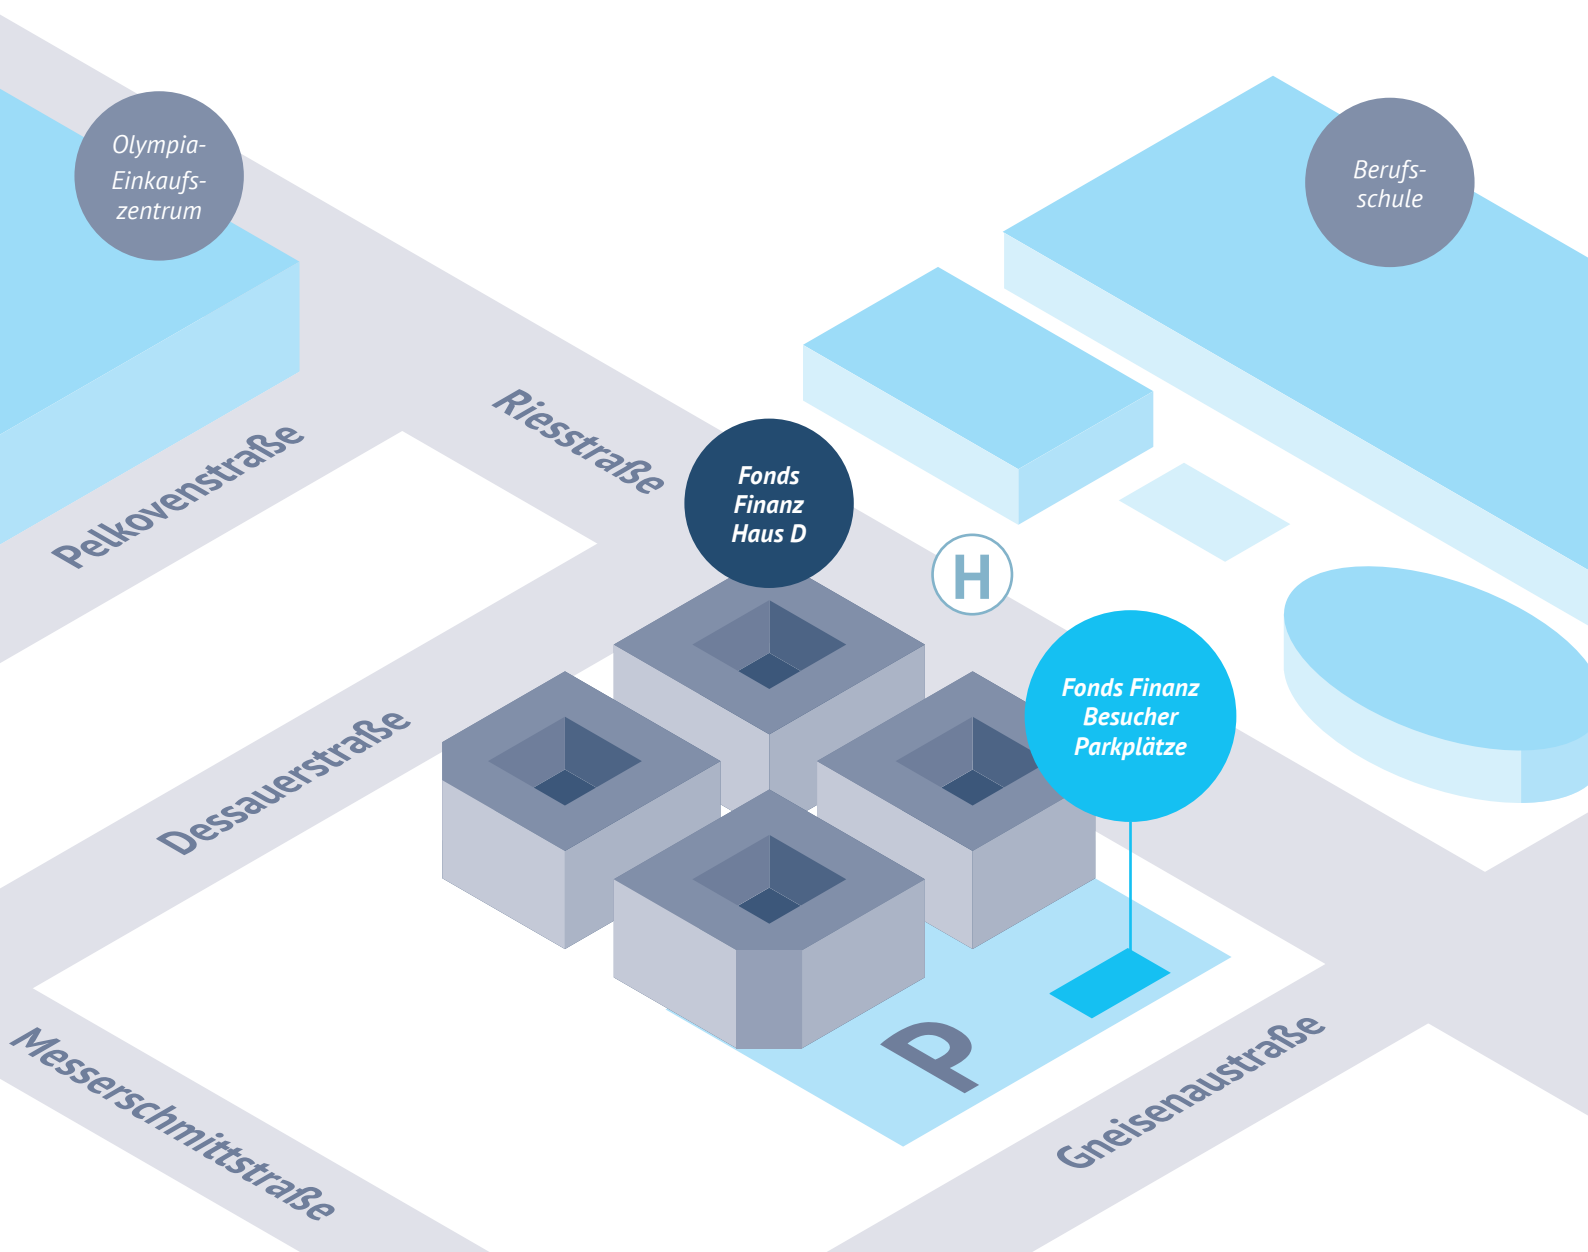 Olympia-
Einkaufs-
zentrum
Berufs-
schule
Riesstraße
Pelkovenstraße
Fonds
Finanz
Haus D
H
Fonds Finanz
Besucher
Parkplätze
Dessauerstraße
P
Gneisenaustraße
Messerschmittstraße